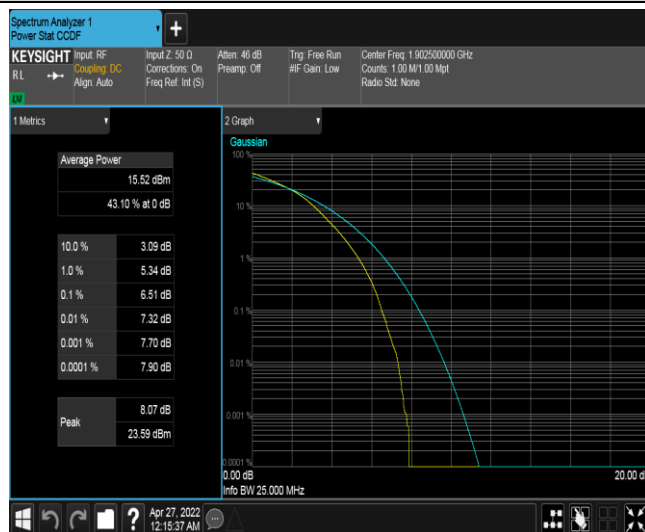 Spectrum Analyzer 1
Power Stat CCDF
KEYSIGHT
RL
Input: RF
Coupling: DC
Align: Auto
Input Z: 50 Ω
Corrections: On
Freq Ref: Int (S)
Atten: 46 dB
Preamp: Off
Trig: Free Run
#IF Gain: Low
Center Freq: 1.902500000 GHz
Counts: 1.00 M/1.00 Mpt
Radio Std: None
1 Metrics
Average Power
15.52 dBm
43.10 % at 0 dB
10.0 % 3.09 dB
1.0 % 5.34 dB
0.1 % 6.51 dB
0.01 % 7.32 dB
0.001 % 7.70 dB
0.0001 % 7.90 dB
Peak 8.07 dB
23.59 dBm
2 Graph
Gaussian
100 %
10 %
1 %
0.1 %
0.01 %
0.001 %
0.0001 %
0.00 dB 20.00 d
Info BW 25.000 MHz
? Apr 27, 2022
12:15:37 AM